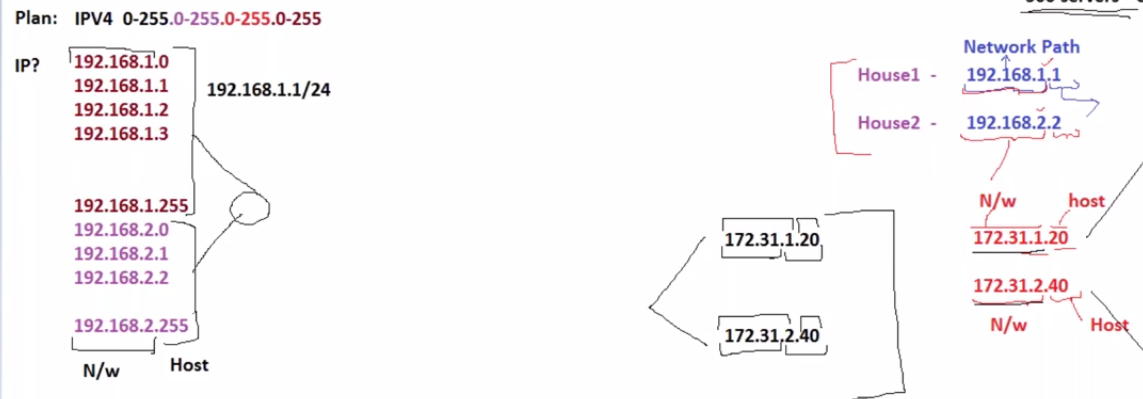 Plan: IPV4 0-255.0-255.0-255.0-255
IP?
192.168.1.0
192.168.1.1
192.168.1.2
192.168.1.3
192.168.1.255
192.168.2.0
192.168.2.1
192.168.2.2
192.168.2.255
N/w Host
192.168.1.1/24
172.31.1.20
172.31.2.40
Network Path
House1 - 192.168.1.1
House2 - 192.168.2.2
N/w host
172.31.1.20
172.31.2.40
N/w Host